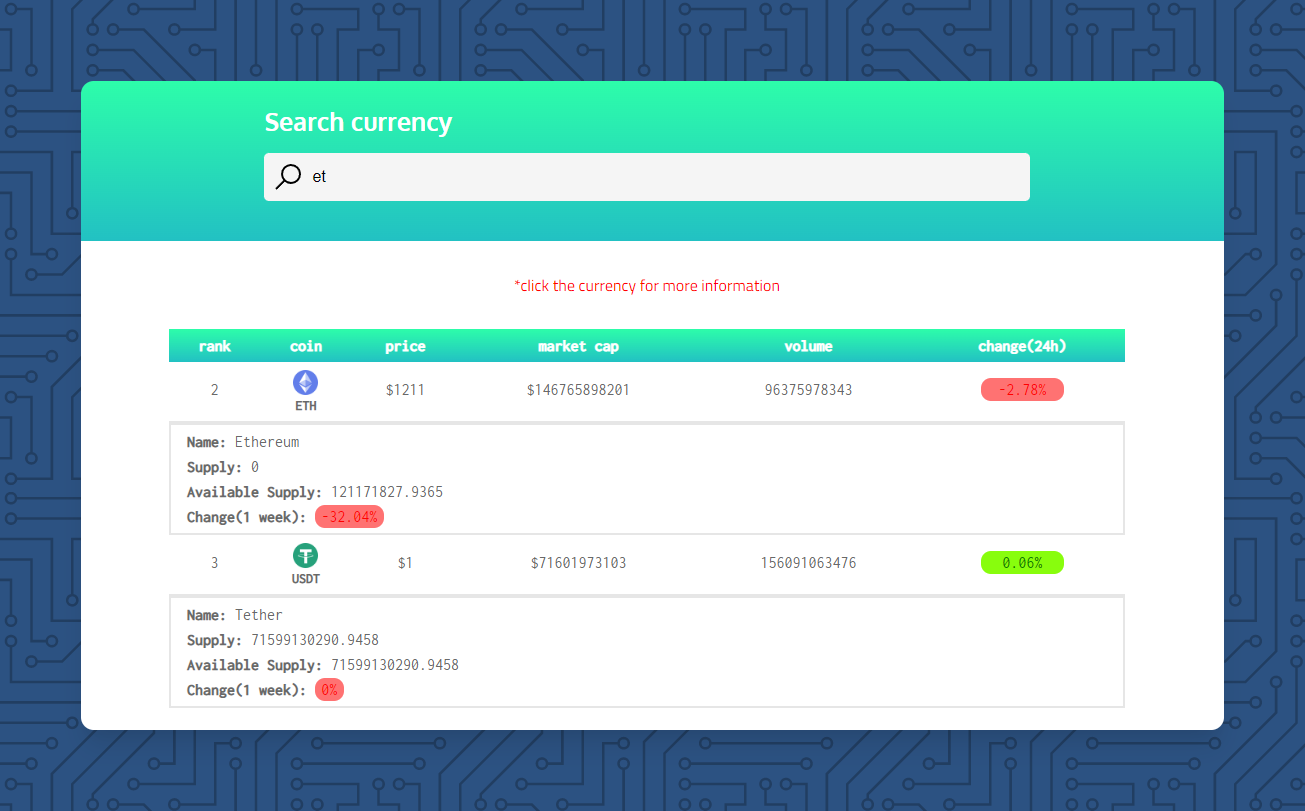 Search currency
et
*click the currency for more information
rank coin price market cap volume change(24h)
2 ETH $1211 $146765898201 96375978343 -2.78%
Name: Ethereum
Supply: 0
Available Supply: 121171827.9365
Change(1 week): -32.04%
3 USDT $1 $71601973103 156091063476 0.06%
Name: Tether
Supply: 71599130290.9458
Available Supply: 71599130290.9458
Change(1 week): 0%